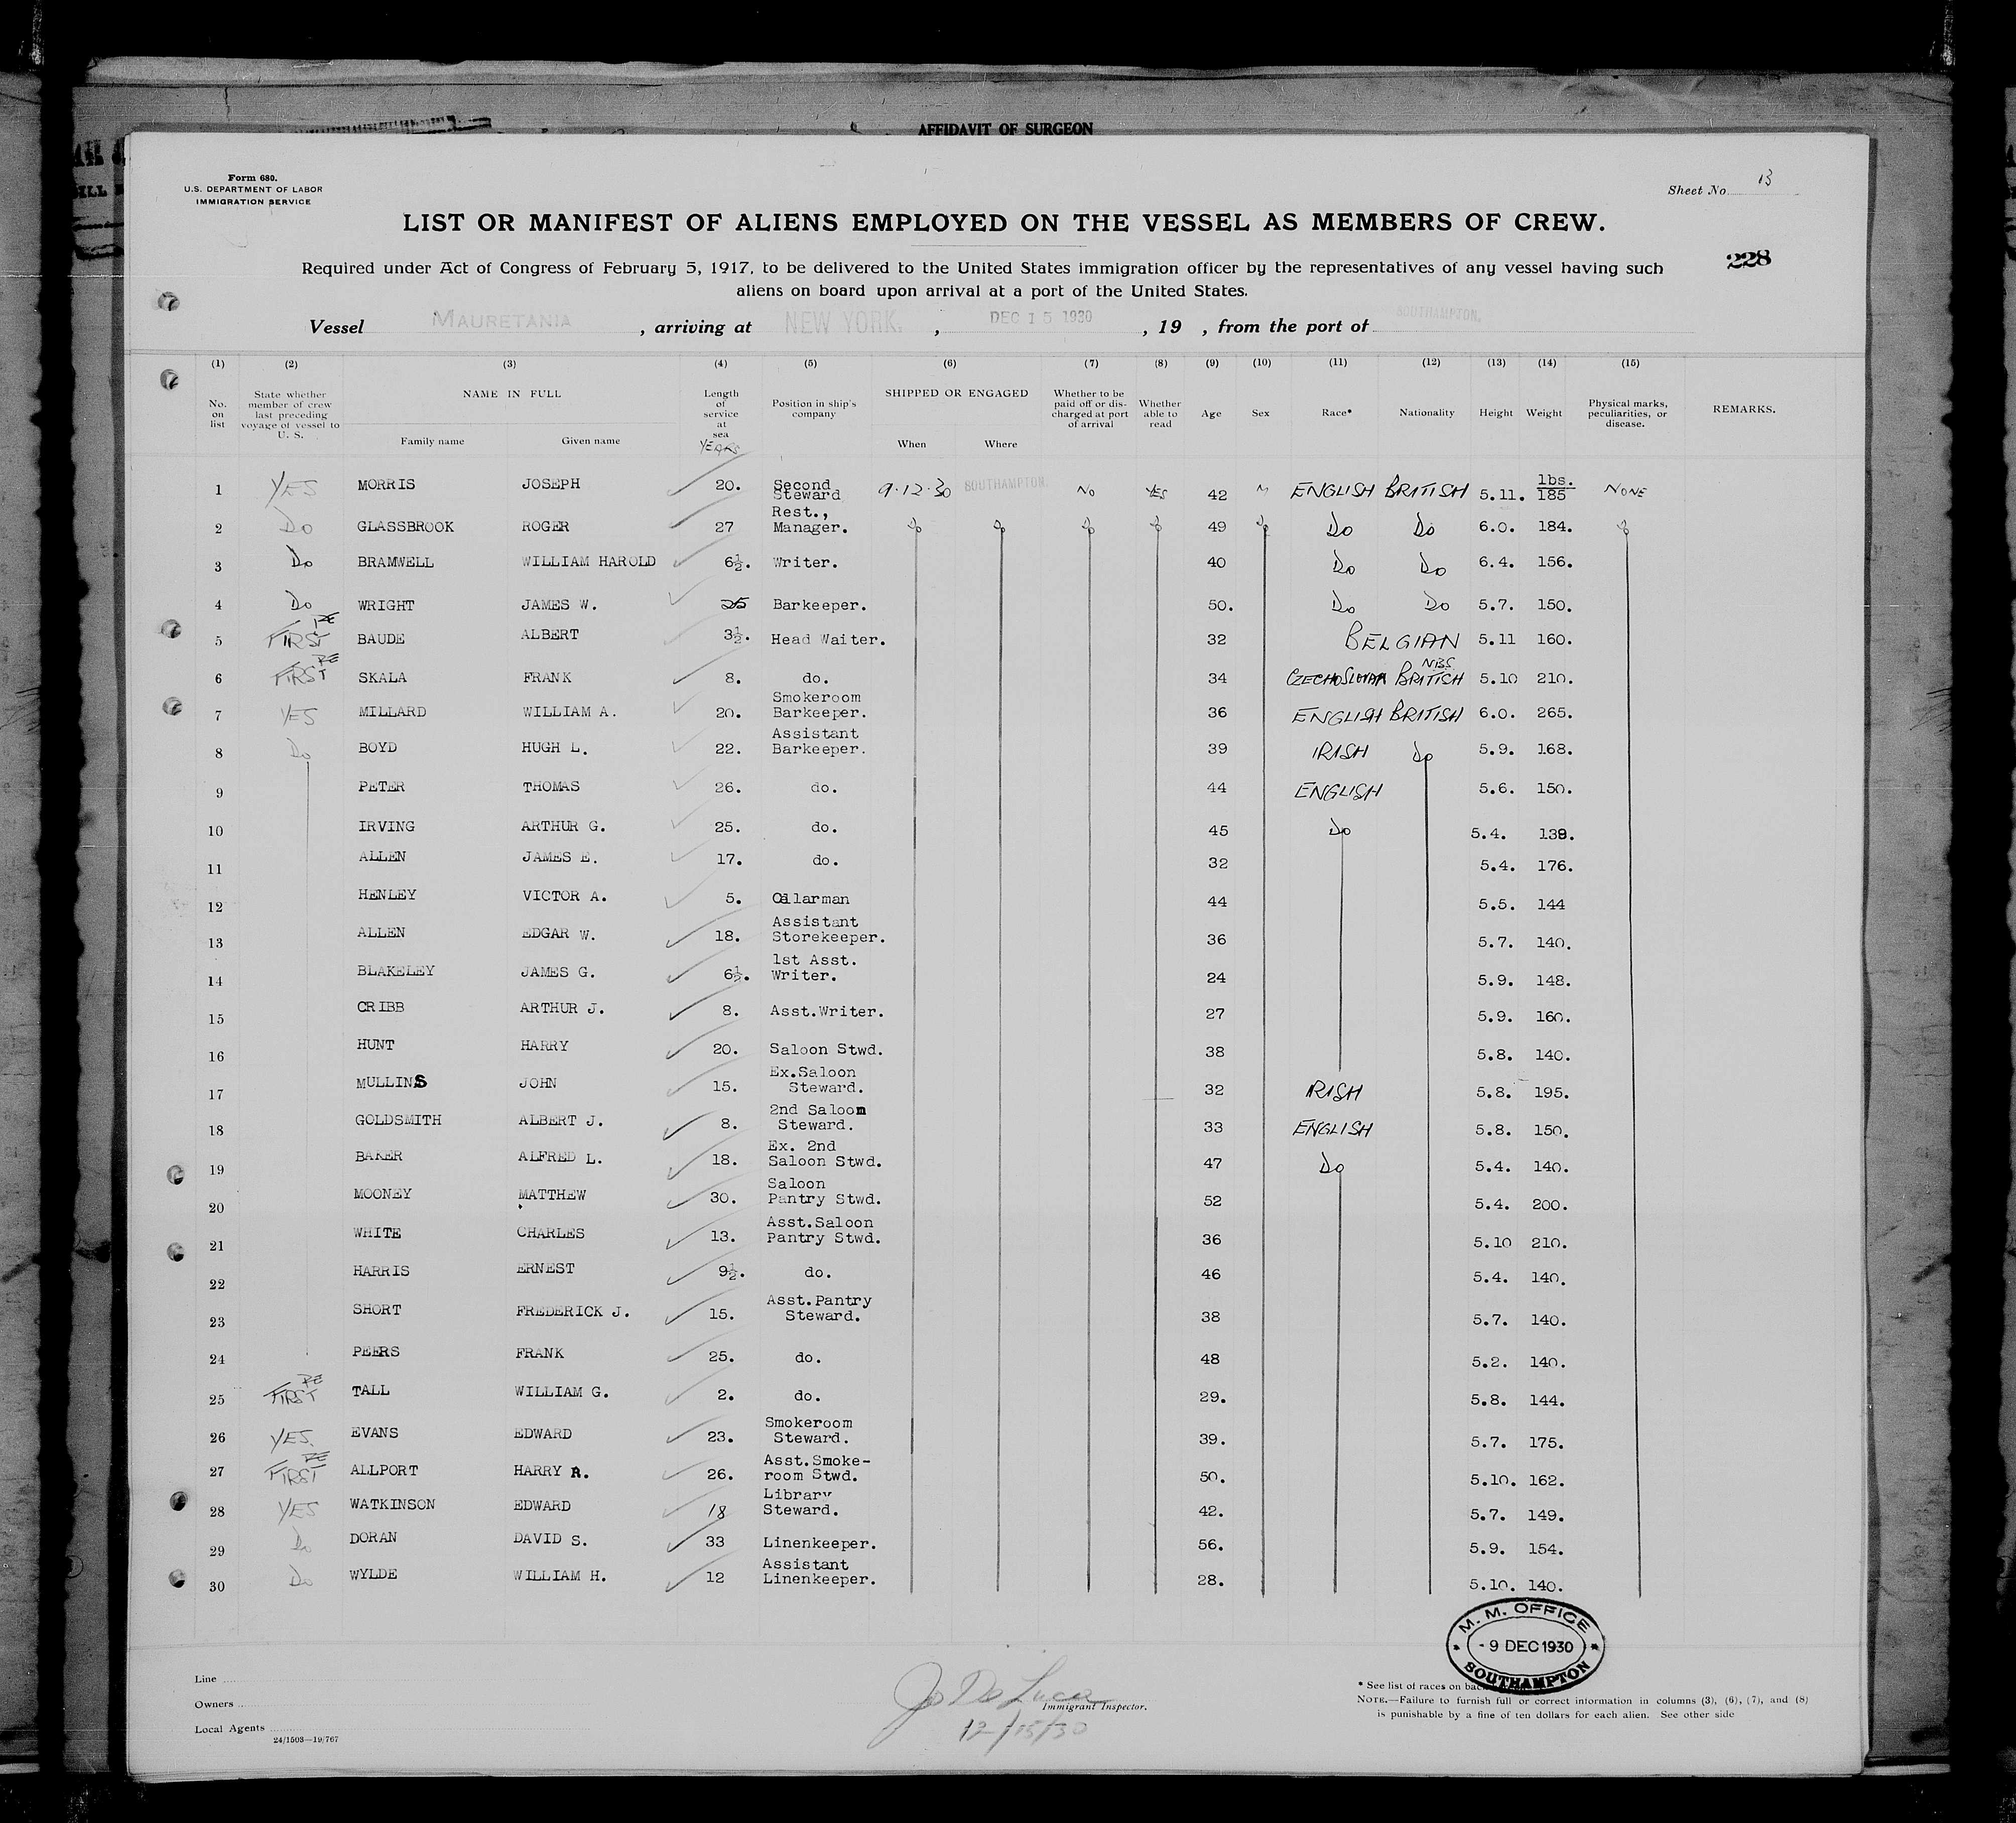 AFFIDAVIT OF SURGEON
Form 680.
U.S. DEPARTMENT OF LABOR
IMMIGRATION SERVICE
Sheet No. 13
LIST OR MANIFEST OF ALIENS EMPLOYED ON THE VESSEL AS MEMBERS OF CREW.
228
Required under Act of Congress of February 5, 1917, to be delivered to the United States immigration officer by the representatives of any vessel having such
aliens on board upon arrival at a port of the United States.
Vessel MAURETANIA, arriving at NEW YORK., DEC 15 1930, 19 , from the port of SOUTHAMPTON.
(1) (2) (3) (4) (5) (6) (7) (8) (9) (10) (11) (12) (13) (14) (15)
No. on list State whether member of crew last preceding voyage of vessel to U. S. NAME IN FULL Family name Given name Length of service at sea YEARS Position in ship's company SHIPPED OR ENGAGED When Where Whether to be paid off or discharged at port of arrival Whether able to read Age Sex Race* Nationality Height Weight Physical marks, peculiarities, or disease. REMARKS.
1 YES MORRIS JOSEPH 20. Second Steward 9.12.30 SOUTHAMPTON. NO YES 42 M ENGLISH BRITISH 5.11. lbs. 185 NONE
2 Do GLASSBROOK ROGER 27 Rest., Manager. do do do do 49 do Do Do 6.0. 184. do
3 Do BRAMWELL WILLIAM HAROLD 6½. Writer. 40 Do Do 6.4. 156.
4 Do WRIGHT JAMES W. 25 Barkeeper. 50. Do Do 5.7. 150.
5 FIRST RE BAUDE ALBERT 3½. Head Waiter. 32 BELGIAN 5.11 160.
6 FIRST RE SKALA FRANK 8. do. 34 CZECHOSLOVAK BRITISH NBS 5.10 210.
7 YES MILLARD WILLIAM A. 20. Smokeroom Barkeeper. 36 ENGLISH BRITISH 6.0. 265.
8 Do BOYD HUGH L. 22. Assistant Barkeeper. 39 IRISH Do 5.9. 168.
9 PETER THOMAS 26. do. 44 ENGLISH 5.6. 150.
10 IRVING ARTHUR G. 25. do. 45 Do 5.4. 139.
11 ALLEN JAMES E. 17. do. 32 5.4. 176.
12 HENLEY VICTOR A. 5. Cellarman 44 5.5. 144
13 ALLEN EDGAR W. 18. Assistant Storekeeper. 36 5.7. 140.
14 BLAKELEY JAMES G. 6½. 1st Asst. Writer. 24 5.9. 148.
15 CRIBB ARTHUR J. 8. Asst.Writer. 27 5.9. 160.
16 HUNT HARRY 20. Saloon Stwd. 38 5.8. 140.
17 MULLINS JOHN 15. Ex.Saloon Steward. 32 IRISH 5.8. 195.
18 GOLDSMITH ALBERT J. 8. 2nd Saloon Steward. 33 ENGLISH 5.8. 150.
19 BAKER ALFRED L. 18. Ex. 2nd Saloon Stwd. 47 Do 5.4. 140.
20 MOONEY MATTHEW 30. Saloon Pantry Stwd. 52 5.4. 200.
21 WHITE CHARLES 13. Asst.Saloon Pantry Stwd. 36 5.10 210.
22 HARRIS ERNEST 9½. do. 46 5.4. 140.
23 SHORT FREDERICK J. 15. Asst.Pantry Steward. 38 5.7. 140.
24 PEERS FRANK 25. do. 48 5.2. 140.
25 FIRST RE TALL WILLIAM G. 2. do. 29. 5.8. 144.
26 YES. EVANS EDWARD 23. Smokeroom Steward. 39. 5.7. 175.
27 FIRST RE ALLPORT HARRY R. 26. Asst.Smoke-room Stwd. 50. 5.10. 162.
28 YES WATKINSON EDWARD 18 Library Steward. 42. 5.7. 149.
29 Do DORAN DAVID S. 33 Linenkeeper. 56. 5.9. 154.
30 Do WYLDE WILLIAM H. 12 Assistant Linenkeeper. 28. 5.10. 140.
M. M. OFFICE
- 9 DEC 1930
SOUTHAMPTON
Line
Owners
Local Agents
24/1503—19/767
Jo De Luca
Immigrant Inspector.
12/15/30
* See list of races on
NOTE.—Failure to furnish full or correct information in columns (3), (6), (7), and (8)
is punishable by a fine of ten dollars for each alien. See other side